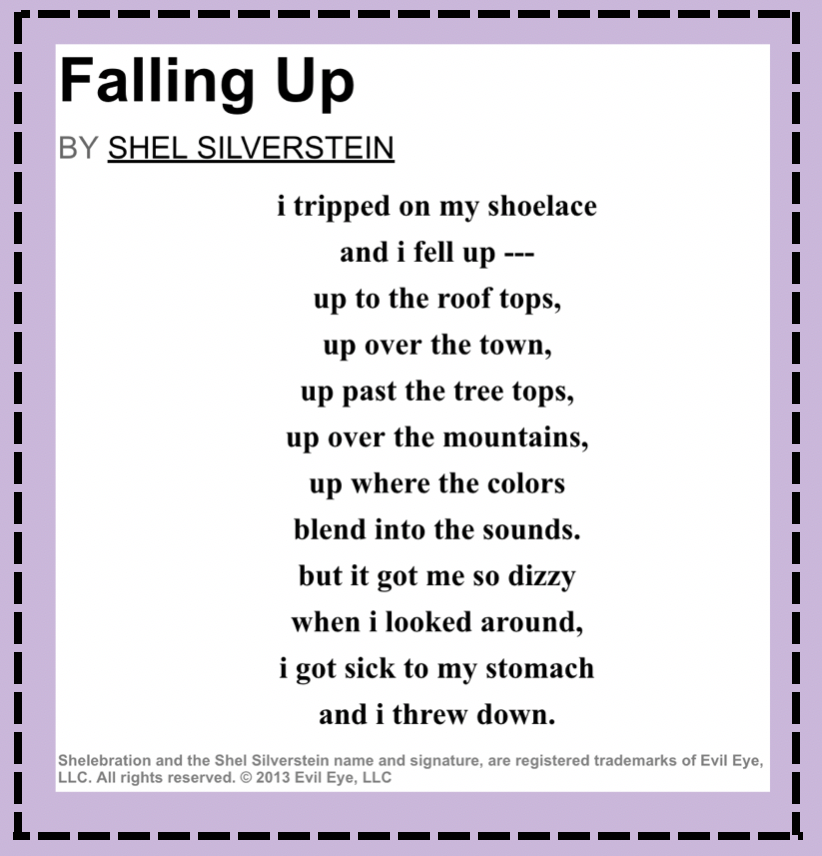 Falling Up
BY SHEL SILVERSTEIN
i tripped on my shoelace
and i fell up ---
up to the roof tops,
up over the town,
up past the tree tops,
up over the mountains,
up where the colors
blend into the sounds.
but it got me so dizzy
when i looked around,
i got sick to my stomach
and i threw down.
Shelebration and the Shel Silverstein name and signature, are registered trademarks of Evil Eye,
LLC. All rights reserved. © 2013 Evil Eye, LLC